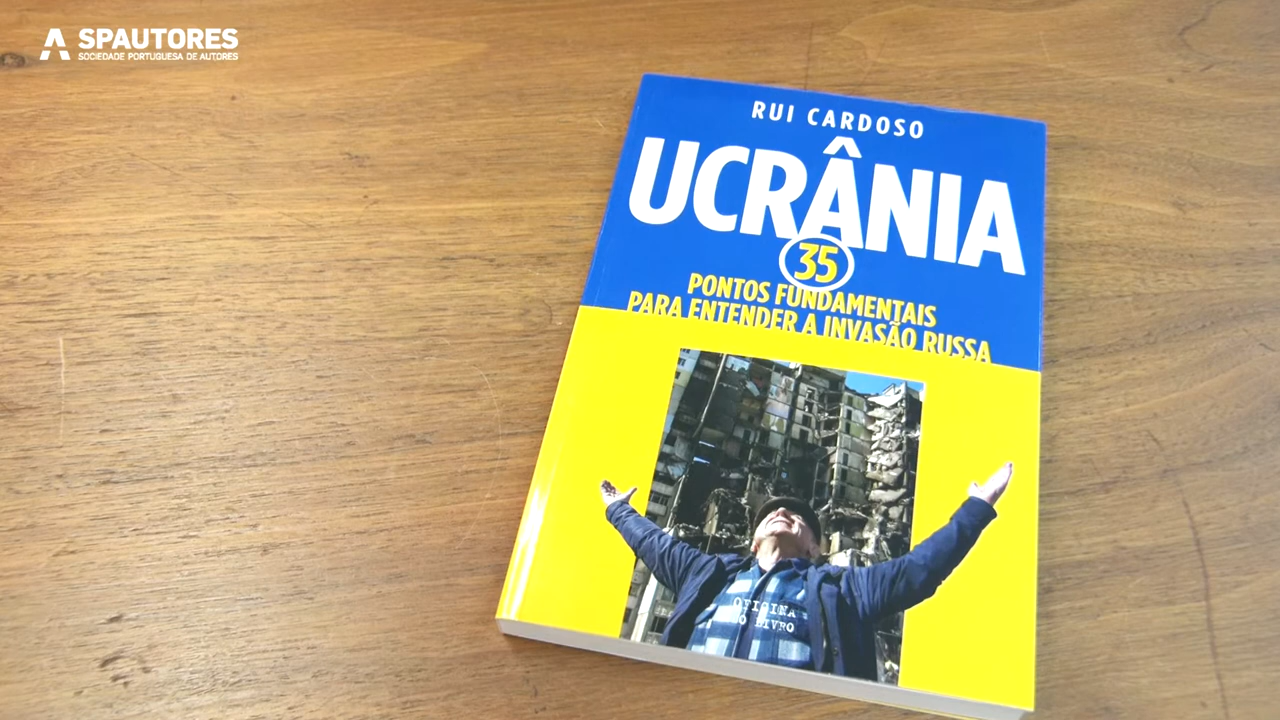 SPAUTORES
SOCIEDADE PORTUGUESA DE AUTORES
RUI CARDOSO
UCRÂNIA
35
PONTOS FUNDAMENTAIS
PARA ENTENDER A INVASÃO RUSSA
OFICINA
DO LIVRO